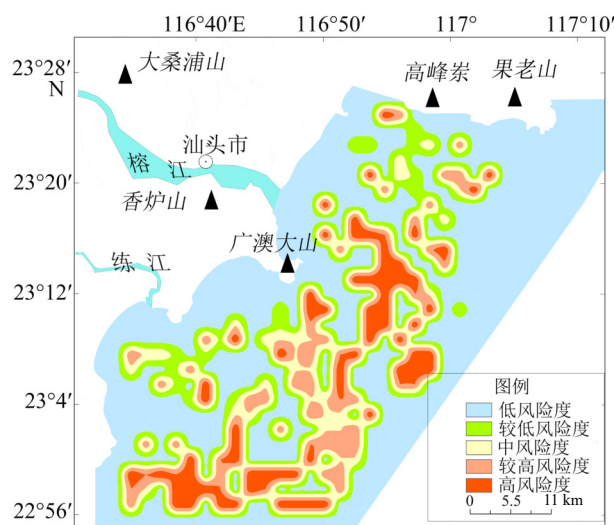 116°40′E 116°50′ 117° 117°10′
23°28′
N
大桑浦山
高峰岽
果老山
汕头市
榕 江
23°20′
香炉山
广澳大山
练 江
23°12′
23°4′
22°56′
图例
低风险度
较低风险度
中风险度
较高风险度
高风险度
0 5.5 11 km